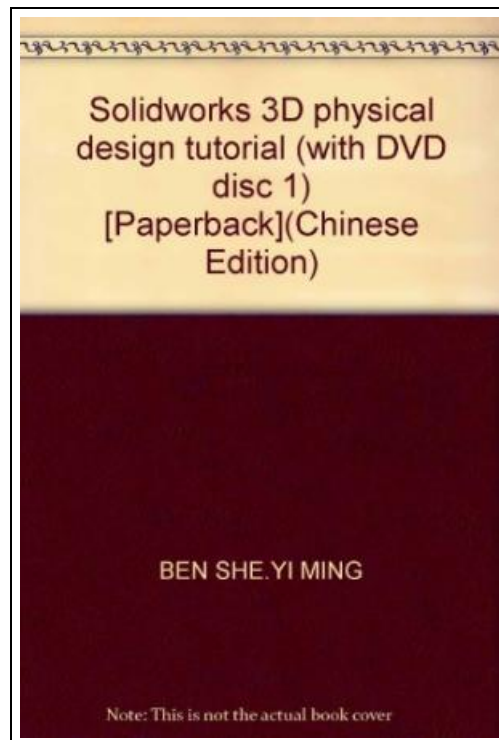 Solidworks 3D physical
design tutorial (with DVD
disc 1)
[Paperback](Chinese
Edition)
BEN SHE.YI MING
Note: This is not the actual book cover